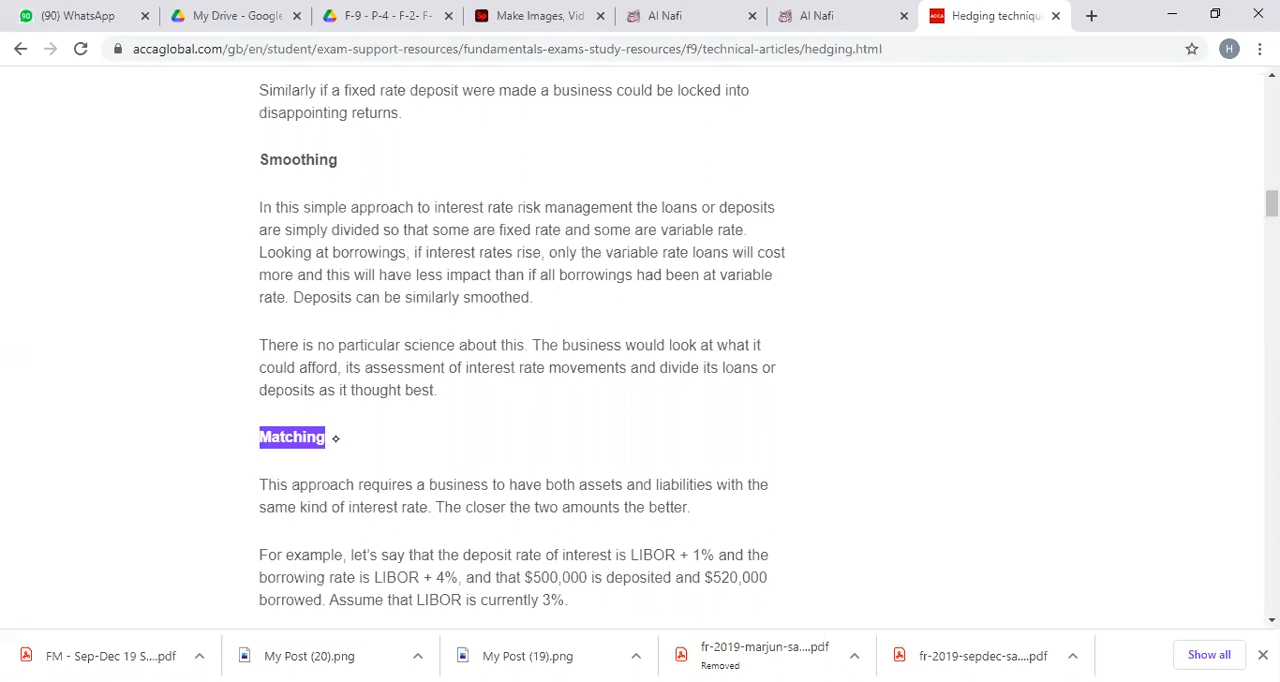 (90) WhatsApp
My Drive - Google
F-9 - P-4 - F-2- F-
Make Images, Vid
Al Nafi
Al Nafi
Hedging techniqu
accaglobal.com/gb/en/student/exam-support-resources/fundamentals-exams-study-resources/f9/technical-articles/hedging.html
H
Similarly if a fixed rate deposit were made a business could be locked into
disappointing returns.
Smoothing
In this simple approach to interest rate risk management the loans or deposits
are simply divided so that some are fixed rate and some are variable rate.
Looking at borrowings, if interest rates rise, only the variable rate loans will cost
more and this will have less impact than if all borrowings had been at variable
rate. Deposits can be similarly smoothed.
There is no particular science about this. The business would look at what it
could afford, its assessment of interest rate movements and divide its loans or
deposits as it thought best.
Matching
This approach requires a business to have both assets and liabilities with the
same kind of interest rate. The closer the two amounts the better.
For example, let’s say that the deposit rate of interest is LIBOR + 1% and the
borrowing rate is LIBOR + 4%, and that $500,000 is deposited and $520,000
borrowed. Assume that LIBOR is currently 3%.
FM - Sep-Dec 19 S....pdf
My Post (20).png
My Post (19).png
fr-2019-marjun-sa....pdf
Removed
fr-2019-sepdec-sa....pdf
Show all